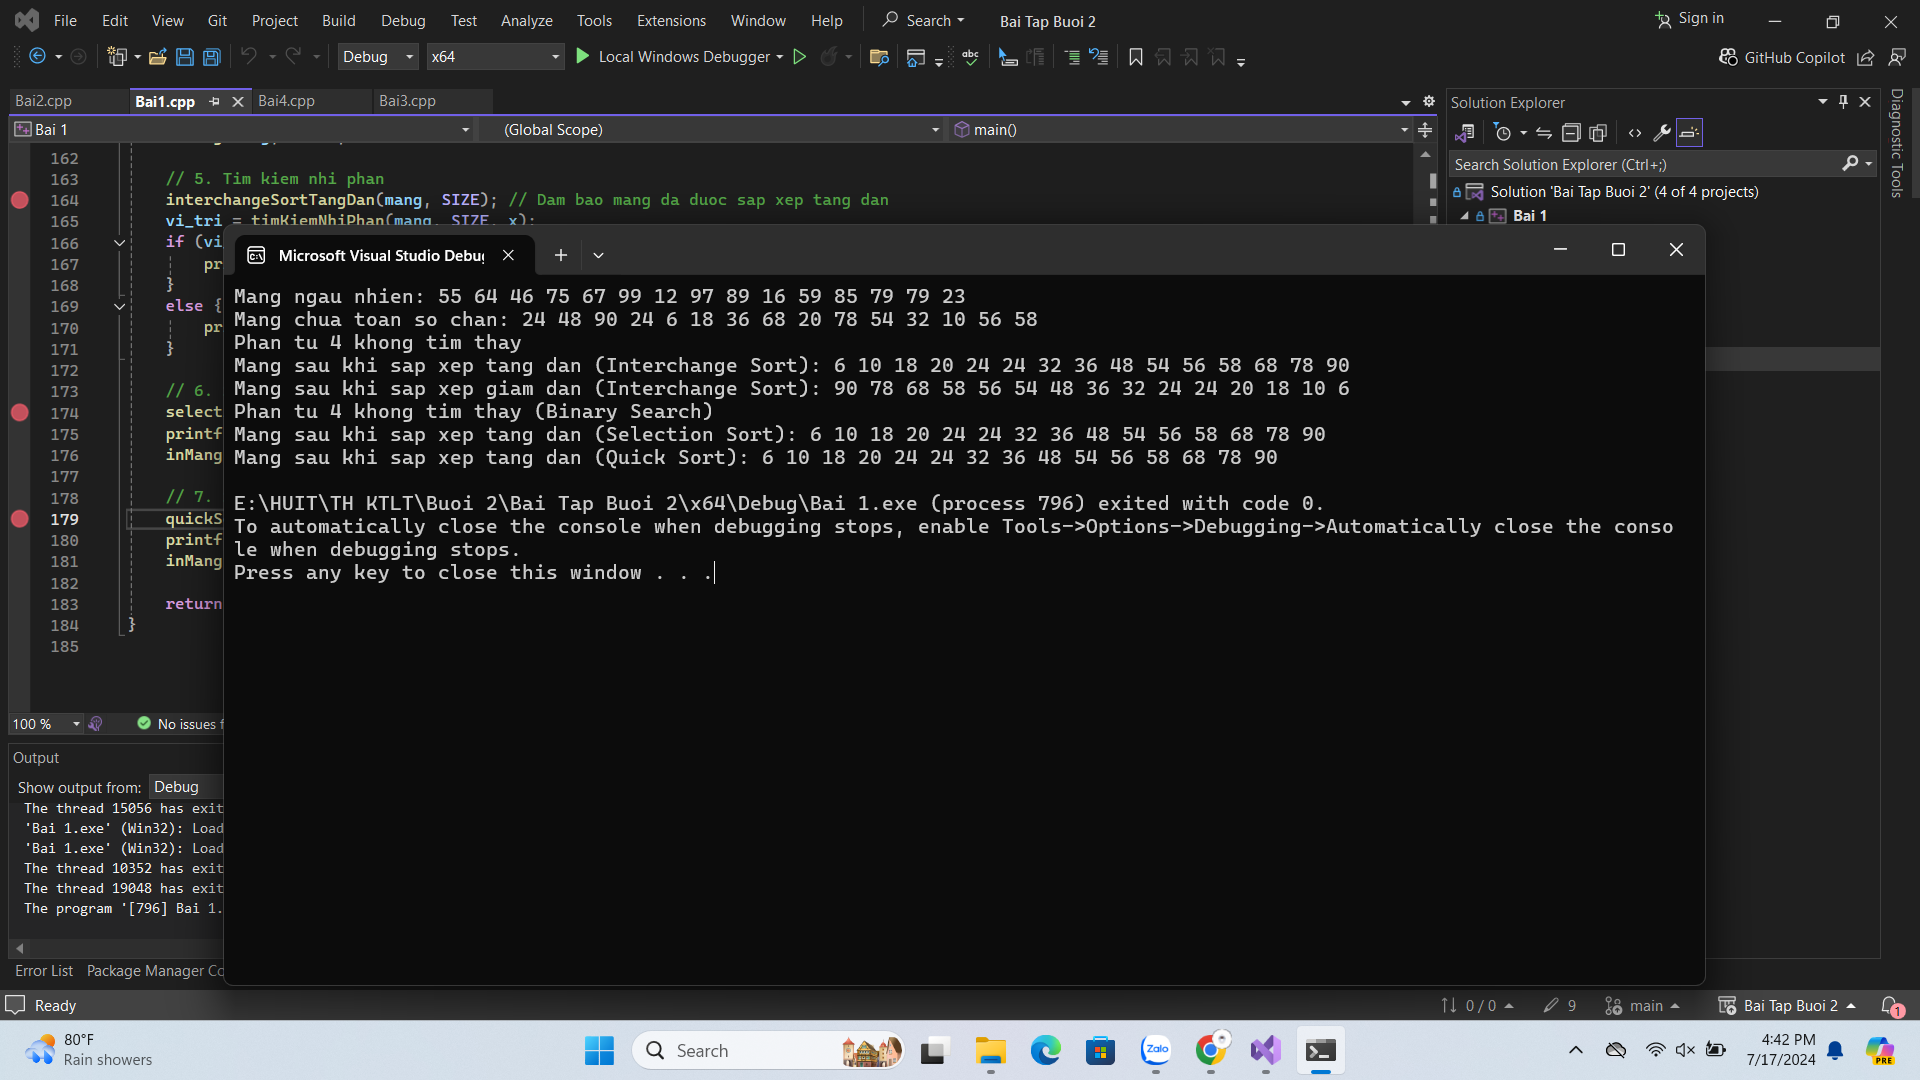 File Edit View Git Project Build Debug Test Analyze Tools Extensions Window Help Search Bai Tap Buoi 2 Sign in
Debug x64 Local Windows Debugger GitHub Copilot
Bai2.cpp Bai1.cpp Bai4.cpp Bai3.cpp
Bai 1 (Global Scope) main()
162
163 // 5. Tim kiem nhi phan
164 interchangeSortTangDan(mang, SIZE); // Dam bao mang da duoc sap xep tang dan
165 vi_tri = timKiemNhiPhan(mang, SIZE, x);
166 if (vi
167 pr
168 }
169 else {
170 pr
171 }
172
173 // 6.
174 select
175 printf
176 inMang
177
178 // 7.
179 quickS
180 printf
181 inMang
182
183 return
184 }
185
100 % No issues f
Solution Explorer
Search Solution Explorer (Ctrl+;)
Solution 'Bai Tap Buoi 2' (4 of 4 projects)
Bai 1
Diagnostic Tools
Microsoft Visual Studio Debug
Mang ngau nhien: 55 64 46 75 67 99 12 97 89 16 59 85 79 79 23
Mang chua toan so chan: 24 48 90 24 6 18 36 68 20 78 54 32 10 56 58
Phan tu 4 khong tim thay
Mang sau khi sap xep tang dan (Interchange Sort): 6 10 18 20 24 24 32 36 48 54 56 58 68 78 90
Mang sau khi sap xep giam dan (Interchange Sort): 90 78 68 58 56 54 48 36 32 24 24 20 18 10 6
Phan tu 4 khong tim thay (Binary Search)
Mang sau khi sap xep tang dan (Selection Sort): 6 10 18 20 24 24 32 36 48 54 56 58 68 78 90
Mang sau khi sap xep tang dan (Quick Sort): 6 10 18 20 24 24 32 36 48 54 56 58 68 78 90
E:\HUIT\TH KTLT\Buoi 2\Bai Tap Buoi 2\x64\Debug\Bai 1.exe (process 796) exited with code 0.
To automatically close the console when debugging stops, enable Tools->Options->Debugging->Automatically close the conso
le when debugging stops.
Press any key to close this window . . .
Output
Show output from: Debug
The thread 15056 has exit
'Bai 1.exe' (Win32): Load
'Bai 1.exe' (Win32): Load
The thread 10352 has exit
The thread 19048 has exit
The program '[796] Bai 1.
Error List Package Manager Co
Ready 0 / 0 9 main Bai Tap Buoi 2 1
80°F
Rain showers
Search
Zalo
4:42 PM
7/17/2024
PRE